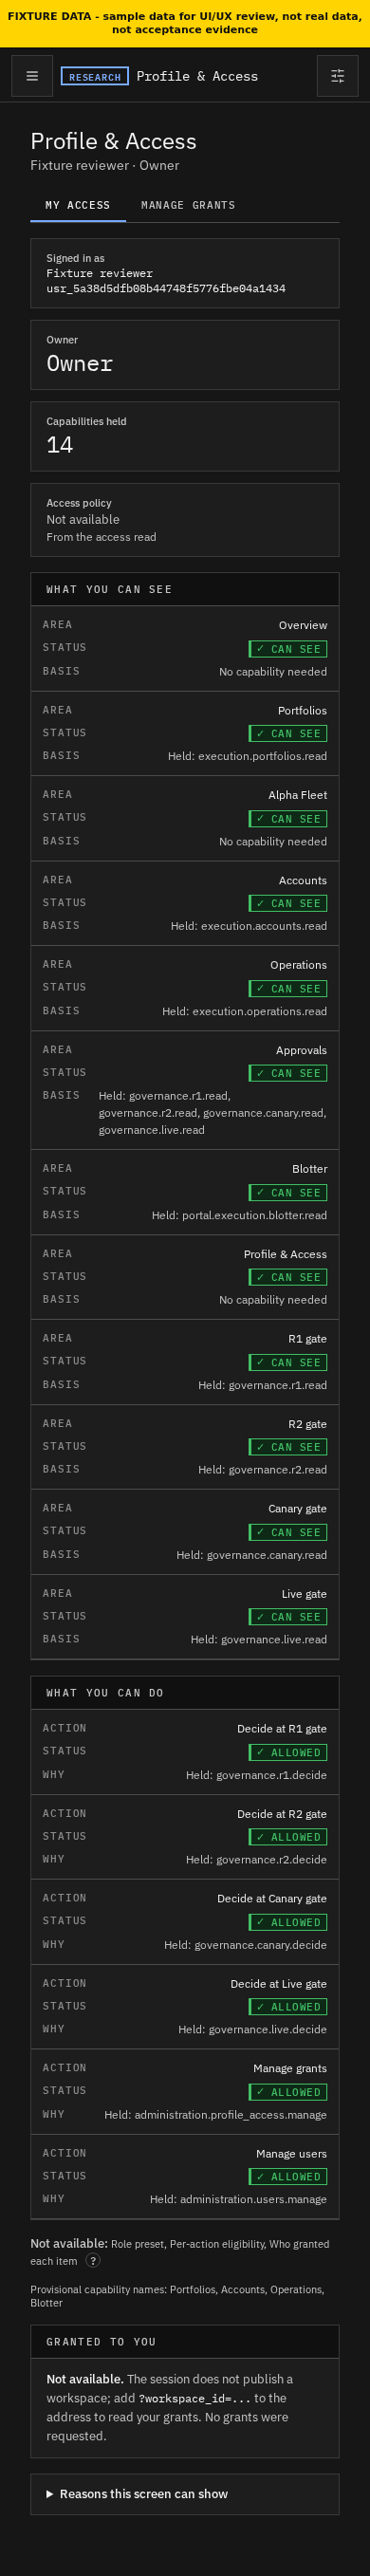 FIXTURE DATA - sample data for UI/UX review, not real data,
not acceptance evidence
RESEARCH Profile & Access
Profile & Access
Fixture reviewer · Owner
MY ACCESS MANAGE GRANTS
Signed in as
Fixture reviewer
usr_5a38d5dfb08b44748f5776fbe04a1434
Owner
Owner
Capabilities held
14
Access policy
Not available
From the access read
WHAT YOU CAN SEE
AREA Overview
STATUS ✓ CAN SEE
BASIS No capability needed
AREA Portfolios
STATUS ✓ CAN SEE
BASIS Held: execution.portfolios.read
AREA Alpha Fleet
STATUS ✓ CAN SEE
BASIS No capability needed
AREA Accounts
STATUS ✓ CAN SEE
BASIS Held: execution.accounts.read
AREA Operations
STATUS ✓ CAN SEE
BASIS Held: execution.operations.read
AREA Approvals
STATUS ✓ CAN SEE
BASIS Held: governance.r1.read,
governance.r2.read, governance.canary.read,
governance.live.read
AREA Blotter
STATUS ✓ CAN SEE
BASIS Held: portal.execution.blotter.read
AREA Profile & Access
STATUS ✓ CAN SEE
BASIS No capability needed
AREA R1 gate
STATUS ✓ CAN SEE
BASIS Held: governance.r1.read
AREA R2 gate
STATUS ✓ CAN SEE
BASIS Held: governance.r2.read
AREA Canary gate
STATUS ✓ CAN SEE
BASIS Held: governance.canary.read
AREA Live gate
STATUS ✓ CAN SEE
BASIS Held: governance.live.read
WHAT YOU CAN DO
ACTION Decide at R1 gate
STATUS ✓ ALLOWED
WHY Held: governance.r1.decide
ACTION Decide at R2 gate
STATUS ✓ ALLOWED
WHY Held: governance.r2.decide
ACTION Decide at Canary gate
STATUS ✓ ALLOWED
WHY Held: governance.canary.decide
ACTION Decide at Live gate
STATUS ✓ ALLOWED
WHY Held: governance.live.decide
ACTION Manage grants
STATUS ✓ ALLOWED
WHY Held: administration.profile_access.manage
ACTION Manage users
STATUS ✓ ALLOWED
WHY Held: administration.users.manage
Not available: Role preset, Per-action eligibility, Who granted
each item ?
Provisional capability names: Portfolios, Accounts, Operations,
Blotter
GRANTED TO YOU
Not available. The session does not publish a
workspace; add ?workspace_id=... to the
address to read your grants. No grants were
requested.
▶ Reasons this screen can show